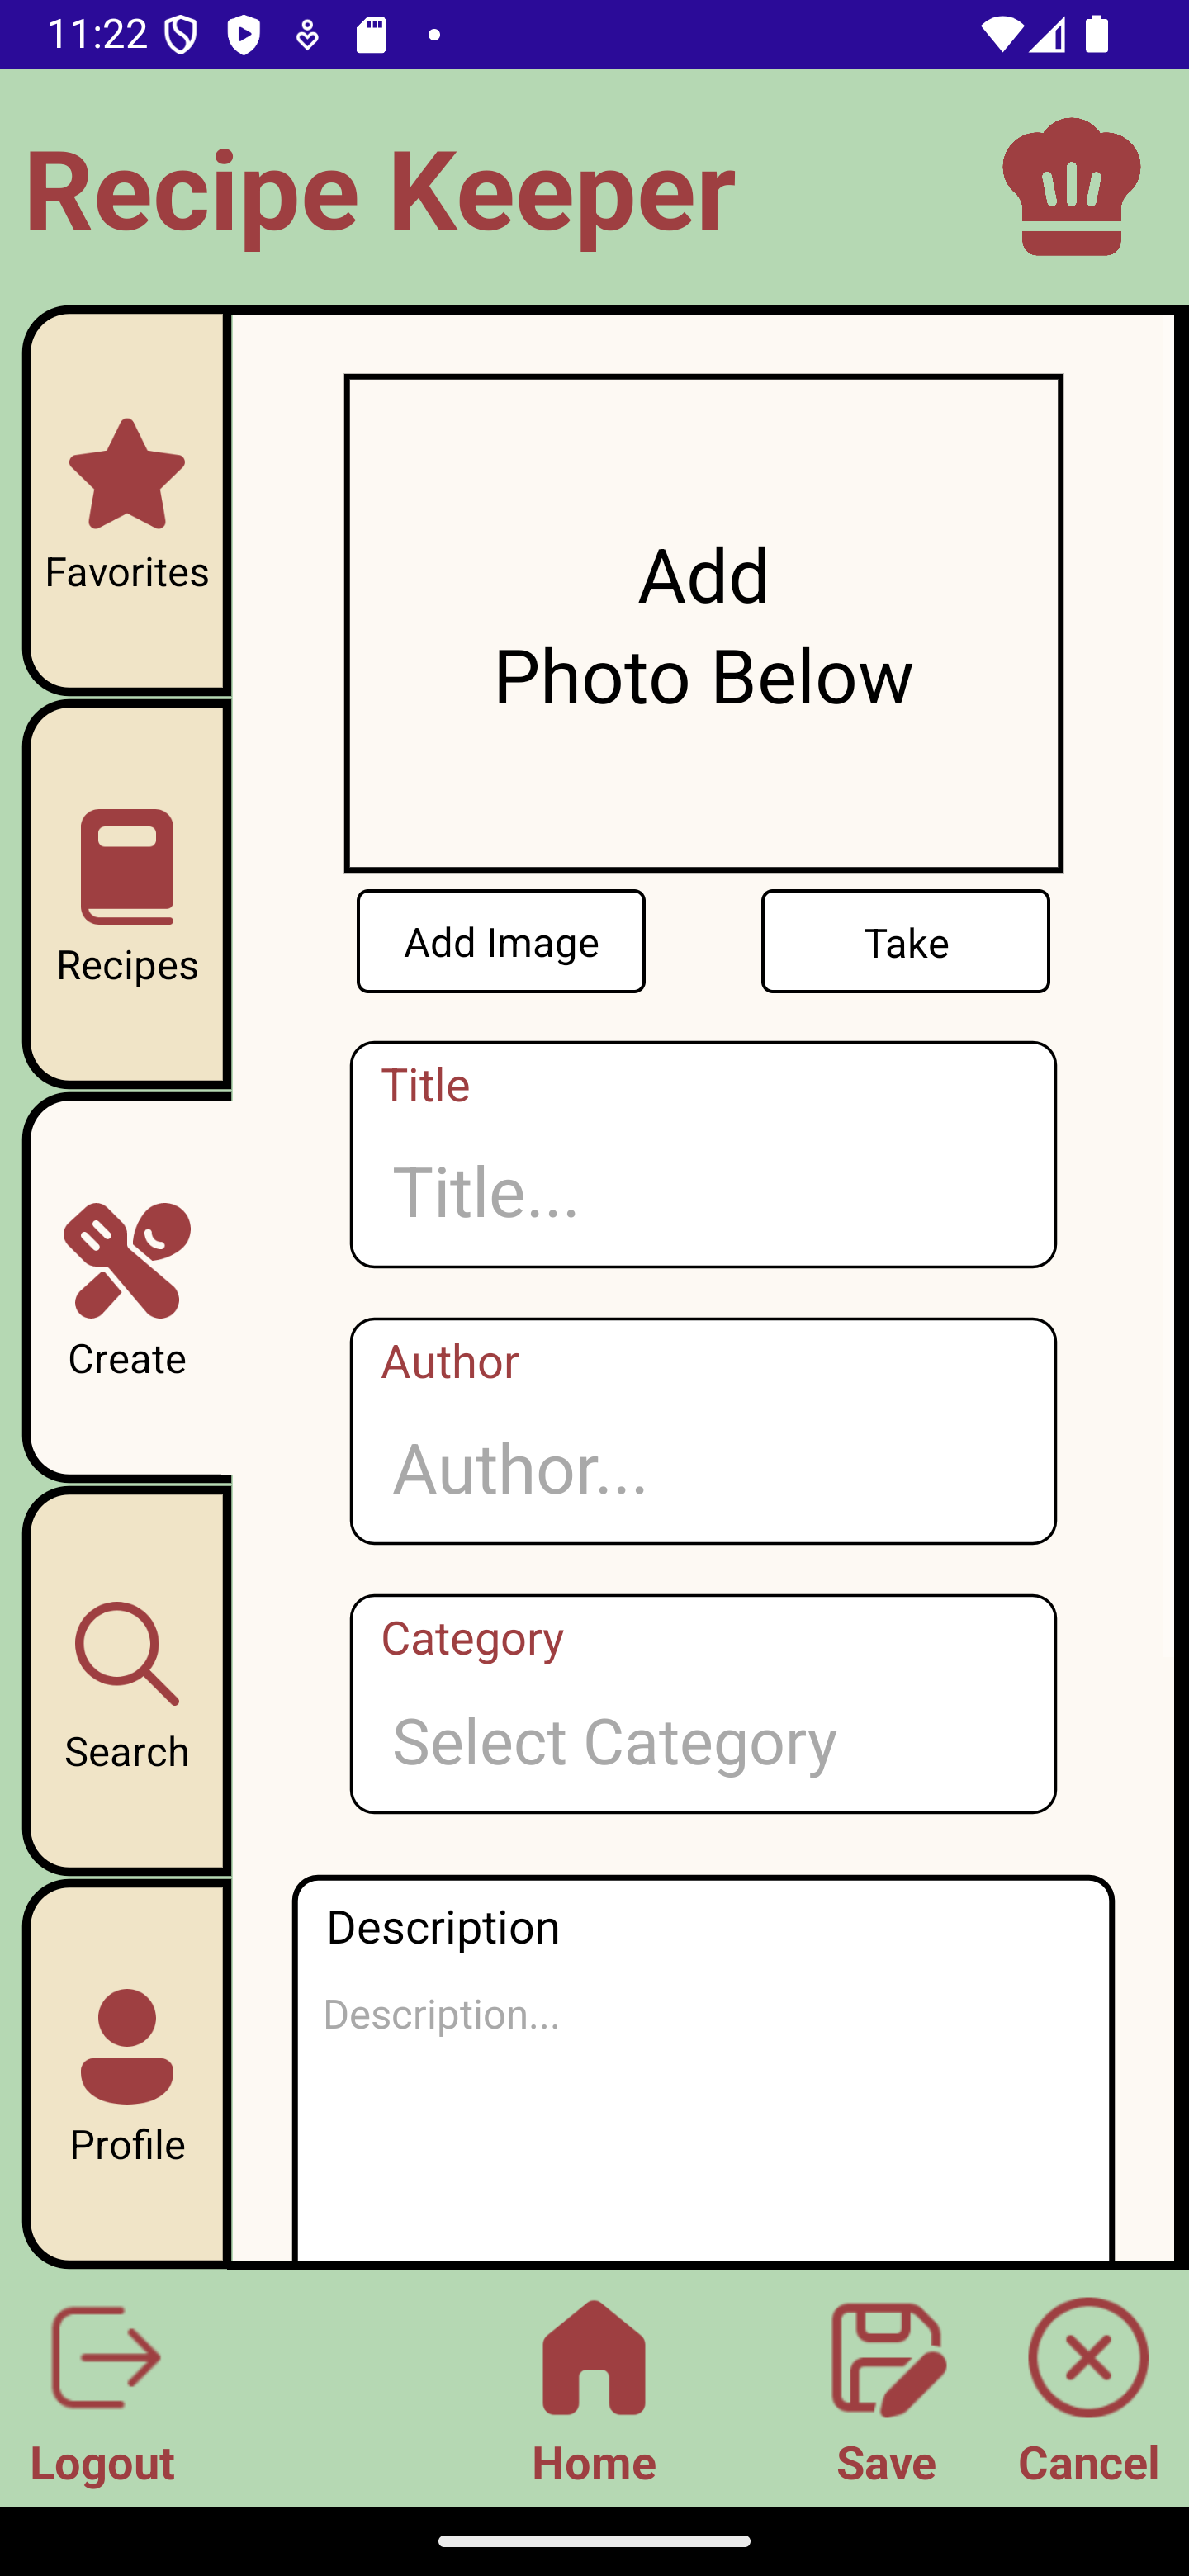 11:22
Recipe Keeper
Favorites
Recipes
Create
Search
Profile
Add
Photo Below
Add Image
Take
Title
Title...
Author
Author...
Category
Select Category
Description
Description...
Logout
Home
Save
Cancel